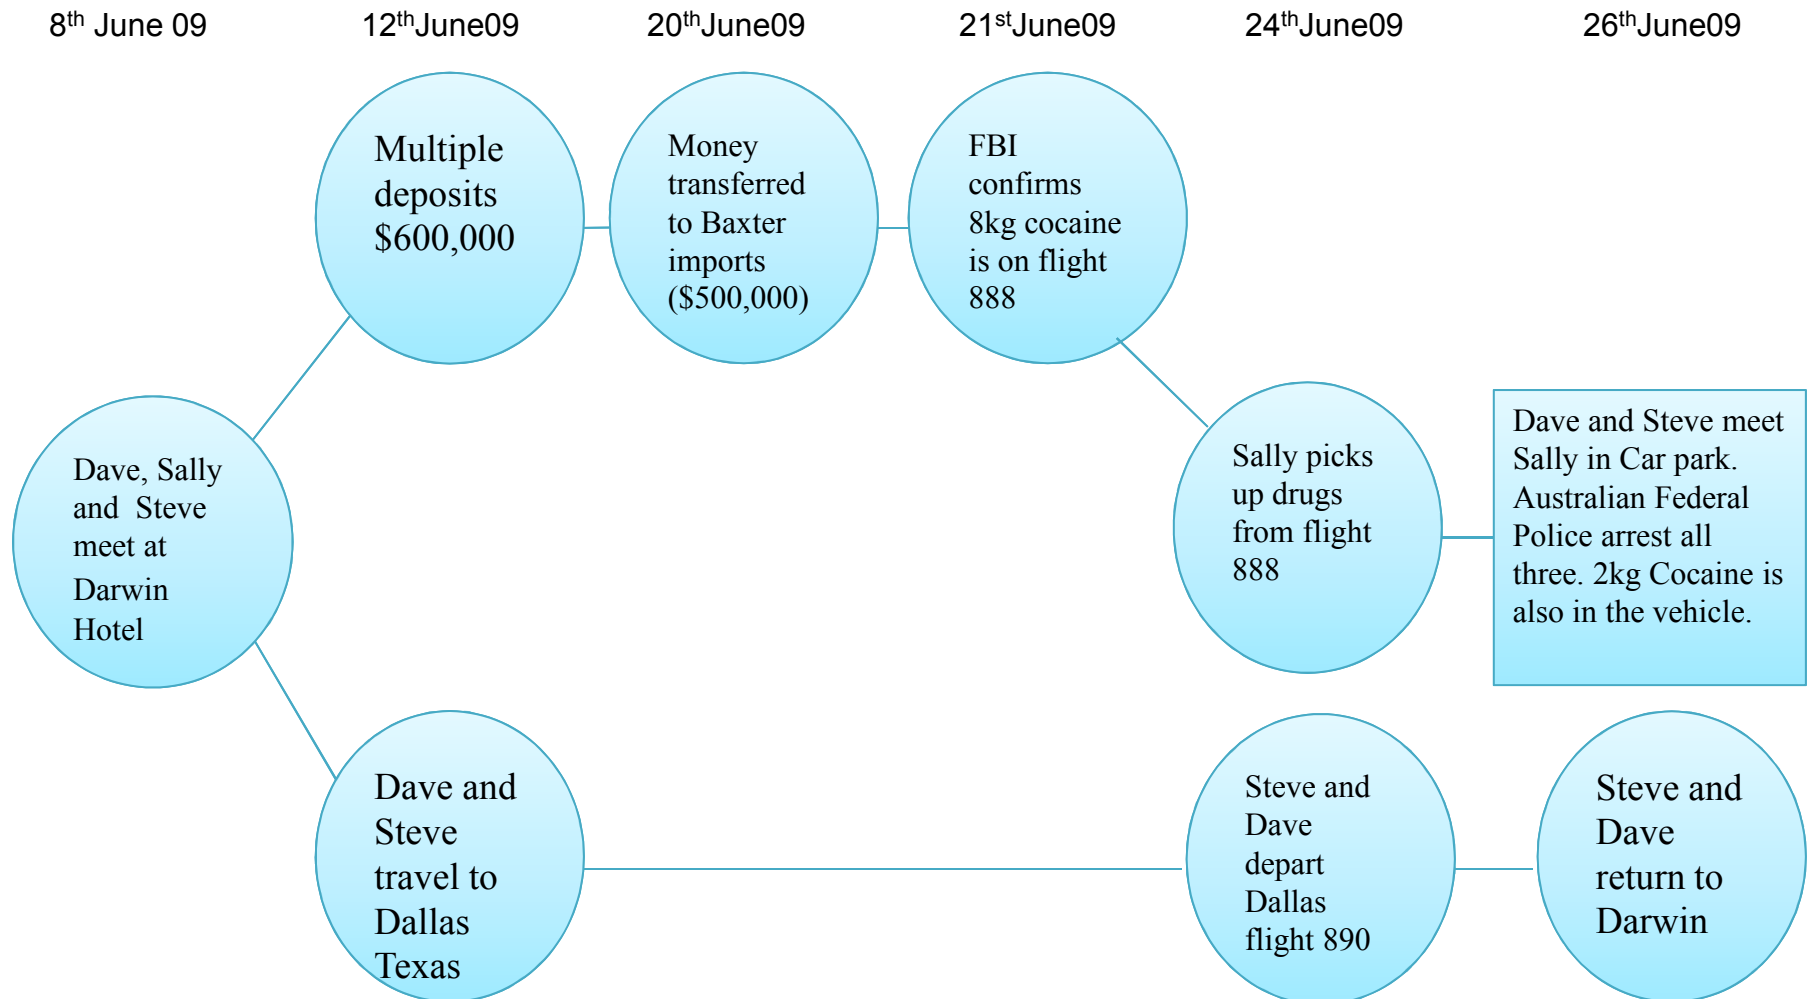 8th June 09
12thJune09
20thJune09
21stJune09
24thJune09
26thJune09
Multiple
deposits
$600,000
Money
transferred
to Baxter
imports
($500,000)
FBI
confirms
8kg cocaine
is on flight
888
Dave, Sally
and  Steve
meet at
Darwin
Hotel
Sally picks
up drugs
from flight
888
Dave and Steve meet
Sally in Car park.
Australian Federal
Police arrest all
three. 2kg Cocaine is
also in the vehicle.
Dave and
Steve
travel to
Dallas
Texas
Steve and
Dave
depart
Dallas
flight 890
Steve and
Dave
return to
Darwin